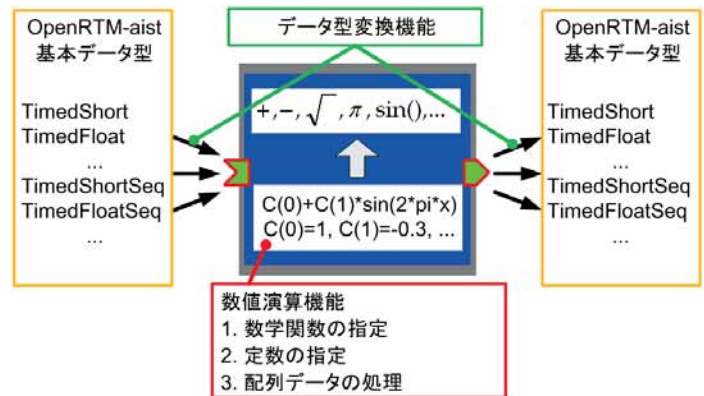 OpenRTM-aist
基本データ型
TimedShort
TimedFloat
...
TimedShortSeq
TimedFloatSeq
...
データ型変換機能
+,-,√ ,π,sin(),...
C(0)+C(1)*sin(2*pi*x)
C(0)=1, C(1)=-0.3, ...
数値演算機能
1. 数学関数の指定
2. 定数の指定
3. 配列データの処理
OpenRTM-aist
基本データ型
TimedShort
TimedFloat
...
TimedShortSeq
TimedFloatSeq
...